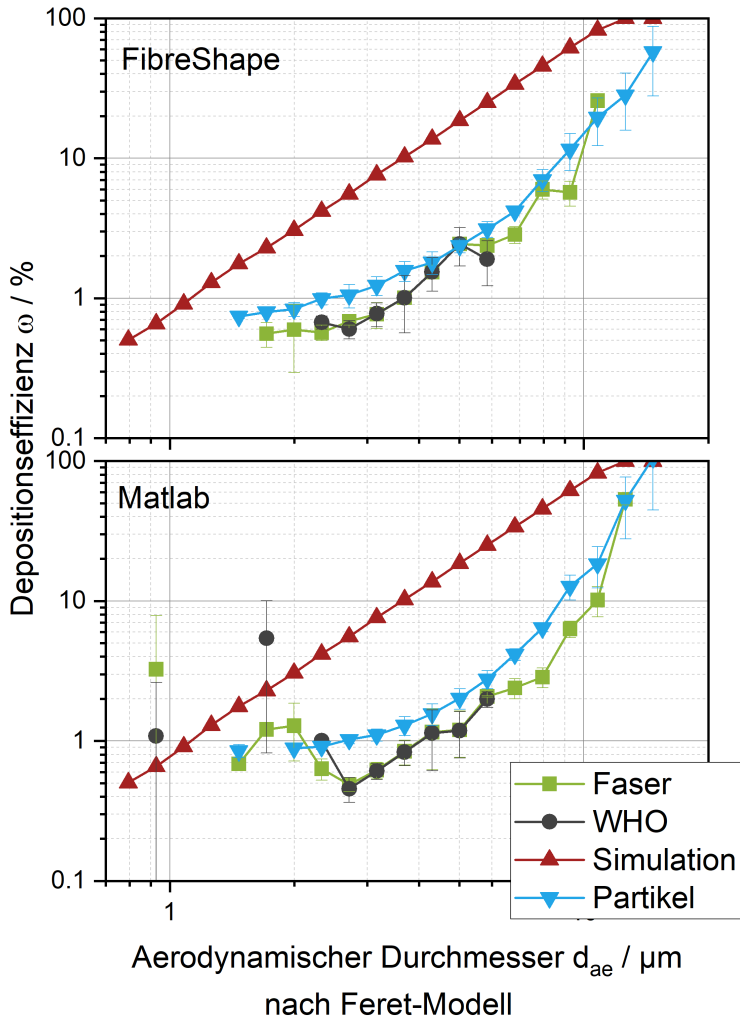 100
FibreShape
10
1
0.1
100
Matlab
10
1
0.1
Depositionseffizienz ω / %
Faser
WHO
Simulation
Partikel
1
Aerodynamischer Durchmesser dae / µm
nach Feret-Modell